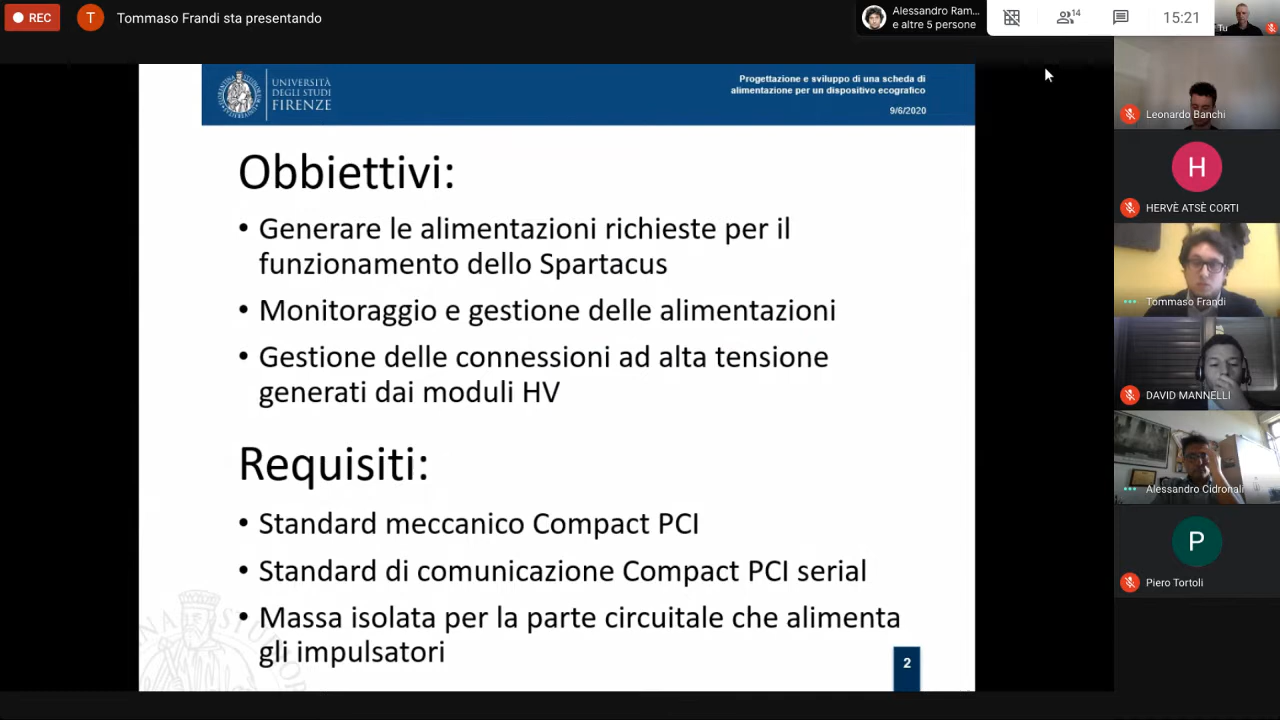 REC
T
Tommaso Frandi sta presentando
Alessandro Ram...
e altre 5 persone
14
15:21
Tu
UNIVERSITÀ
DEGLI STUDI
FIRENZE
Progettazione e sviluppo di una scheda di
alimentazione per un dispositivo ecografico
9/6/2020
Obbiettivi:
• Generare le alimentazioni richieste per il
funzionamento dello Spartacus
• Monitoraggio e gestione delle alimentazioni
• Gestione delle connessioni ad alta tensione
generati dai moduli HV
Requisiti:
• Standard meccanico Compact PCI
• Standard di comunicazione Compact PCI serial
• Massa isolata per la parte circuitale che alimenta
gli impulsatori
2
Leonardo Banchi
H
HERVÈ ATSÈ CORTI
Tommaso Frandi
DAVID MANNELLI
Alessandro Cidronali
P
Piero Tortoli